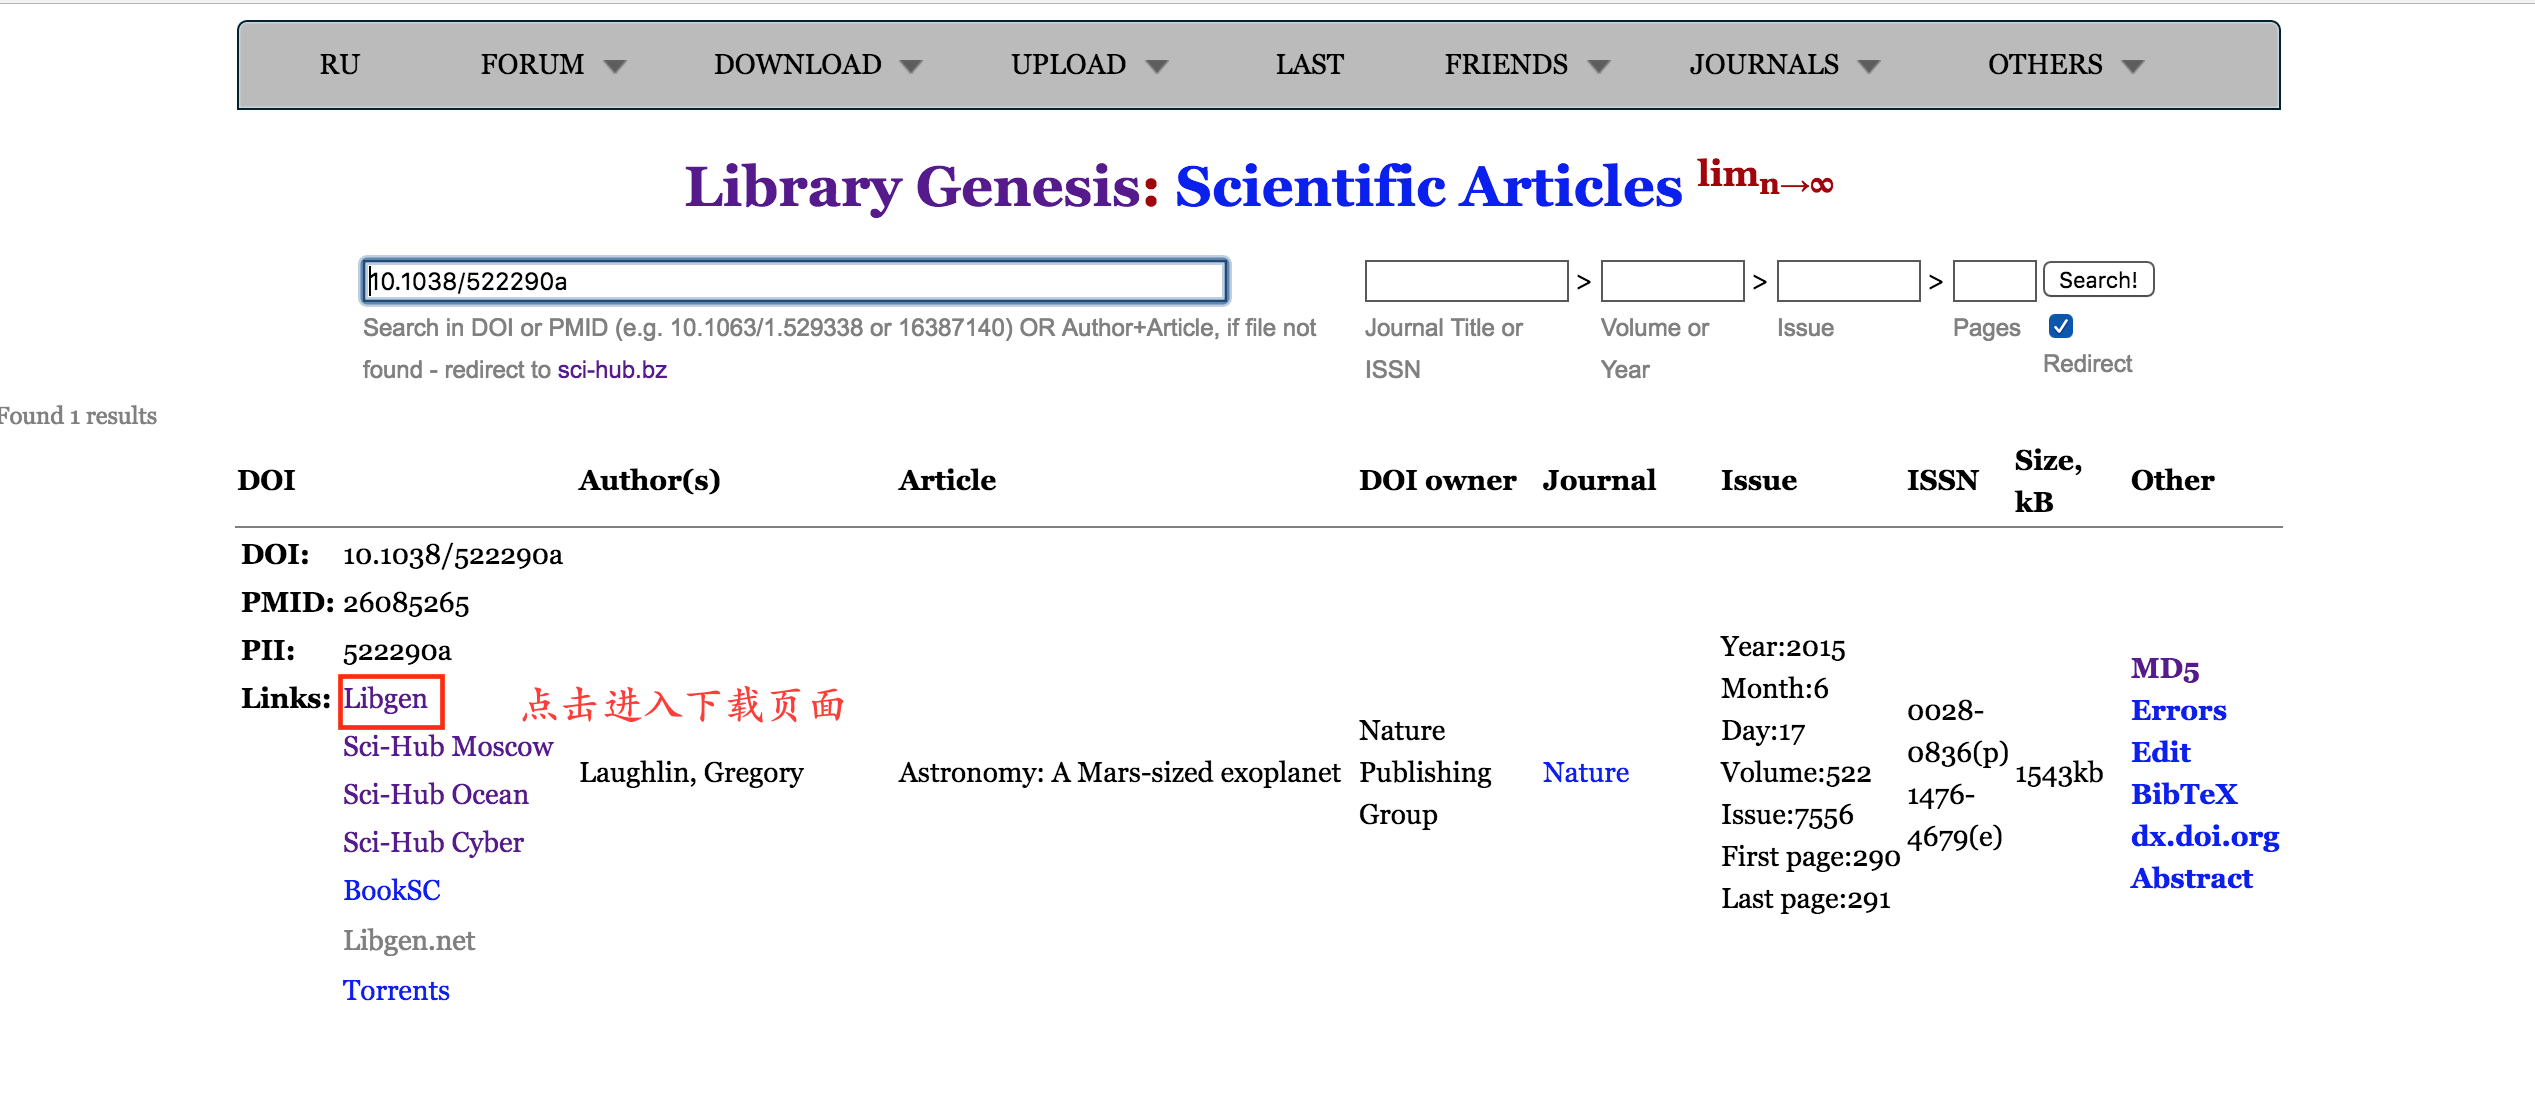 RU FORUM DOWNLOAD UPLOAD LAST FRIENDS JOURNALS OTHERS
Library Genesis: Scientific Articles lim n→∞
10.1038/522290a > > > Search!
Search in DOI or PMID (e.g. 10.1063/1.529338 or 16387140) OR Author+Article, if file not
found - redirect to sci-hub.bz
Journal Title or
ISSN
Volume or
Year
Issue
Pages
Redirect
Found 1 results
DOI Author(s) Article DOI owner Journal Issue ISSN Size, kB Other
DOI: 10.1038/522290a
PMID: 26085265
PII: 522290a
Links: Libgen
点击进入下载页面
Sci-Hub Moscow
Sci-Hub Ocean
Sci-Hub Cyber
BookSC
Libgen.net
Torrents
Laughlin, Gregory
Astronomy: A Mars-sized exoplanet
Nature
Publishing
Group
Nature
Year:2015
Month:6
Day:17
Volume:522
Issue:7556
First page:290
Last page:291
0028-
0836(p)
1476-
4679(e)
1543kb
MD5
Errors
Edit
BibTeX
dx.doi.org
Abstract